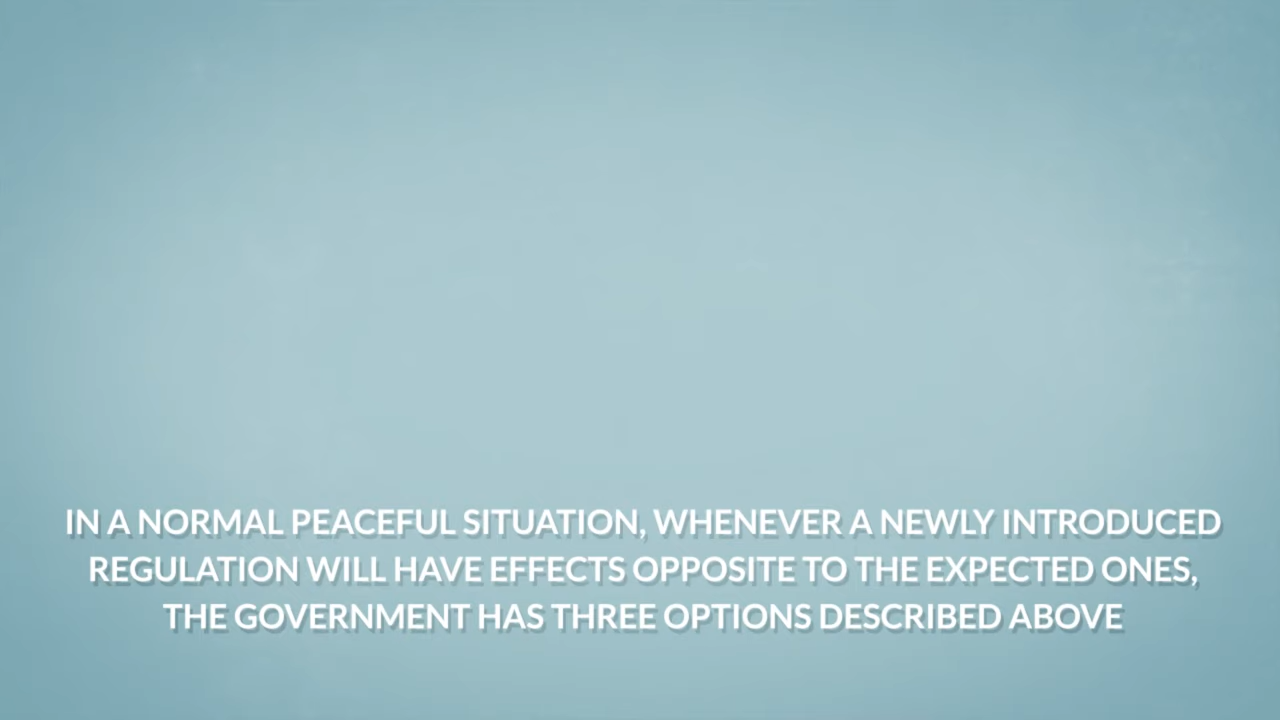 IN A NORMAL PEACEFUL SITUATION, WHENEVER A NEWLY INTRODUCED
REGULATION WILL HAVE EFFECTS OPPOSITE TO THE EXPECTED ONES,
THE GOVERNMENT HAS THREE OPTIONS DESCRIBED ABOVE